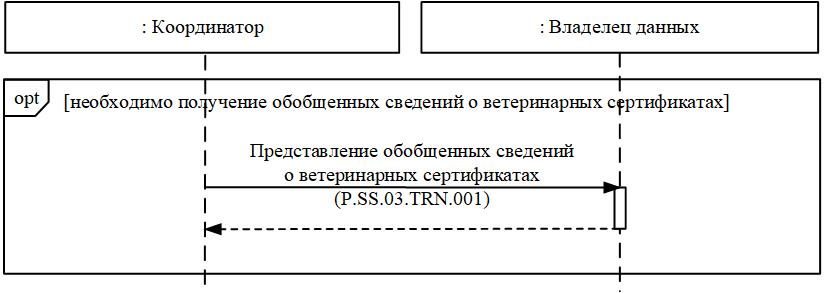 : Координатор
: Владелец данных
opt
[необходимо получение обобщенных сведений о ветеринарных сертификатах]
Представление обобщенных сведений
о ветеринарных сертификатах
(P.SS.03.TRN.001)